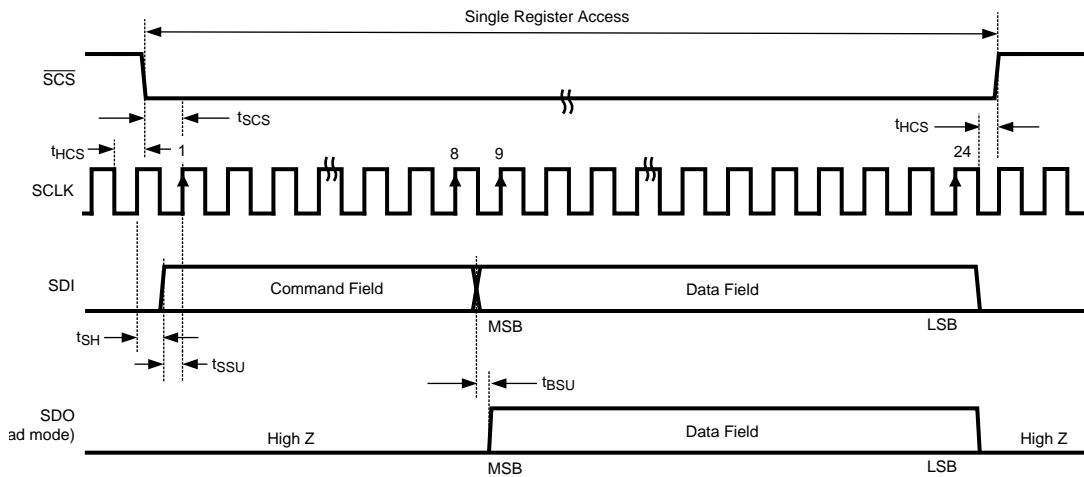 Single Register Access
SCS
tSCS
tHCS
tHCS
1
8
9
24
SCLK
SDI
Command Field
Data Field
MSB
LSB
tSH
tSSU
tBSU
SDO
ad mode)
High Z
Data Field
High Z
MSB
LSB